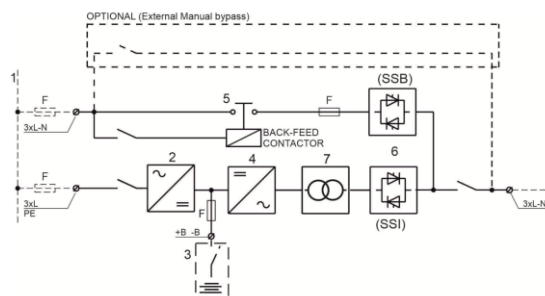 OPTIONAL (External Manual bypass)
1
F
3xL-N
5
F
(SSB)
BACK-FEED
CONTACTOR
2
4
7
6
F
3xL
PE
F
(SSI)
3xL-N
+B -B
3